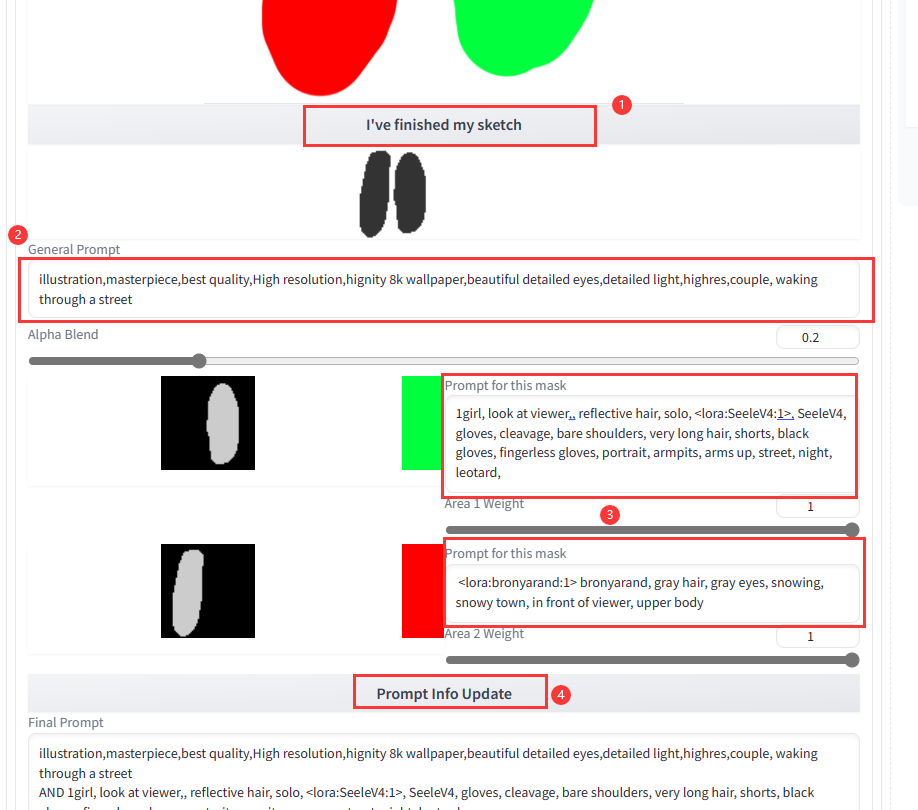 1
I've finished my sketch
2
General Prompt
illustration,masterpiece,best quality,High resolution,hignity 8k wallpaper,beautiful detailed eyes,detailed light,highres,couple, waking
through a street
Alpha Blend
0.2
Prompt for this mask
1girl, look at viewer,, reflective hair, solo, <lora:SeeleV4:1>, SeeleV4,
gloves, cleavage, bare shoulders, very long hair, shorts, black
gloves, fingerless gloves, portrait, armpits, arms up, street, night,
leotard,
Area 1 Weight
1
3
Prompt for this mask
<lora:bronyarand:1> bronyarand, gray hair, gray eyes, snowing,
snowy town, in front of viewer, upper body
Area 2 Weight
1
Prompt Info Update
4
Final Prompt
illustration,masterpiece,best quality,High resolution,hignity 8k wallpaper,beautiful detailed eyes,detailed light,highres,couple, waking
through a street
AND 1girl, look at viewer,, reflective hair, solo, <lora:SeeleV4:1>, SeeleV4, gloves, cleavage, bare shoulders, very long hair, shorts, black